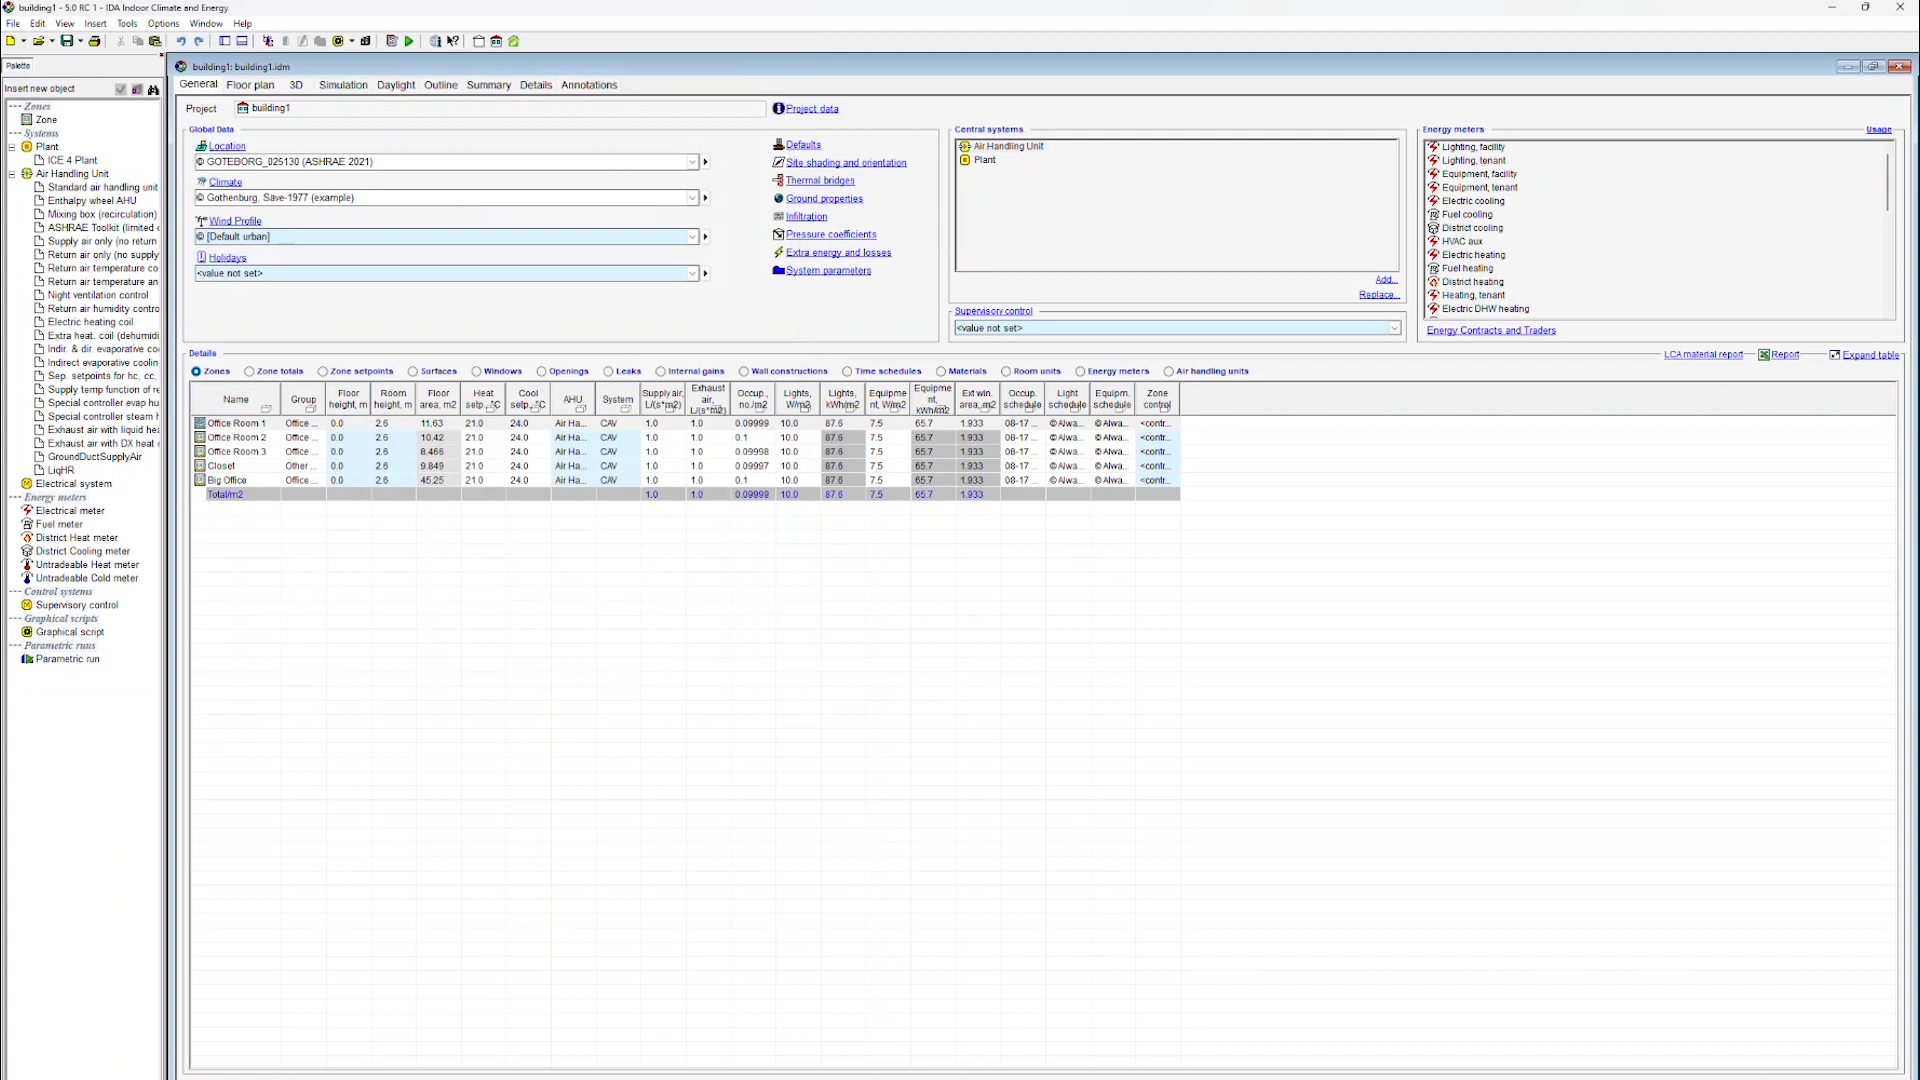 building1 - 5.0 RC 1 - IDA Indoor Climate and Energy
File Edit View Insert Tools Options Window Help
Palette
Insert new object
Zones
Zone
Systems
Plant
ICE 4 Plant
Air Handling Unit
Standard air handling unit
Enthalpy wheel AHU
Mixing box (recirculation)
ASHRAE Toolkit (limited c
Supply air only (no return
Return air only (no supply
Return air temperature co
Return air temperature an
Night ventilation control
Return air humidity contro
Electric heating coil
Extra heat. coil (dehumidi
Indir. & dir. evaporative co
Indirect evaporative coolin
Sep. setpoints for hc, cc,
Supply temp function of re
Special controller evap hu
Special controller steam h
Exhaust air with liquid hea
Exhaust air with DX heat
GroundDuctSupplyAir
LiqHR
Electrical system
Energy meters
Electrical meter
Fuel meter
District Heat meter
District Cooling meter
Untradeable Heat meter
Untradeable Cold meter
Control systems
Supervisory control
Graphical scripts
Graphical script
Parametric runs
Parametric run
building1: building1.idm
General Floor plan 3D Simulation Daylight Outline Summary Details Annotations
Project building1 Project data
Global Data
Location
© GOTEBORG_025130 (ASHRAE 2021)
Climate
© Gothenburg, Säve-1977 (example)
Wind Profile
© [Default urban]
Holidays
<value not set>
Defaults
Site shading and orientation
Thermal bridges
Ground properties
Infiltration
Pressure coefficients
Extra energy and losses
System parameters
Central systems
Air Handling Unit
Plant
Add...
Replace...
Supervisory control
<value not set>
Energy meters Usage
Lighting, facility
Lighting, tenant
Equipment, facility
Equipment, tenant
Electric cooling
Fuel cooling
District cooling
HVAC aux
Electric heating
Fuel heating
District heating
Heating, tenant
Electric DHW heating
Energy Contracts and Traders
Details LCA material report Report Expand table
Zones Zone totals Zone setpoints Surfaces Windows Openings Leaks Internal gains Wall constructions Time schedules Materials Room units Energy meters Air handling units
Name Group Floor height, m Room height, m Floor area, m2 Heat setp., °C Cool setp., °C AHU System Supply air, L/(s*m2) Exhaust air, L/(s*m2) Occup., no./m2 Lights, W/m2 Lights, kWh/m2 Equipme nt, W/m2 Equipme nt, kWh/m2 Ext win. area, m2 Occup. schedule Light schedule Equipm. schedule Zone control
Office Room 1 Office ... 0.0 2.6 11.63 21.0 24.0 Air Ha... CAV 1.0 1.0 0.09999 10.0 87.6 7.5 65.7 1.933 08-17 ... ©Alwa... ©Alwa... <contr...
Office Room 2 Office ... 0.0 2.6 10.42 21.0 24.0 Air Ha... CAV 1.0 1.0 0.1 10.0 87.6 7.5 65.7 1.933 08-17 ... ©Alwa... ©Alwa... <contr...
Office Room 3 Office ... 0.0 2.6 8.466 21.0 24.0 Air Ha... CAV 1.0 1.0 0.09998 10.0 87.6 7.5 65.7 1.933 08-17 ... ©Alwa... ©Alwa... <contr...
Closet Other ... 0.0 2.6 9.849 21.0 24.0 Air Ha... CAV 1.0 1.0 0.09997 10.0 87.6 7.5 65.7 1.933 08-17 ... ©Alwa... ©Alwa... <contr...
Big Office Office ... 0.0 2.6 45.25 21.0 24.0 Air Ha... CAV 1.0 1.0 0.1 10.0 87.6 7.5 65.7 1.933 08-17 ... ©Alwa... ©Alwa... <contr...
Total/m2 1.0 1.0 0.09999 10.0 87.6 7.5 65.7 1.933